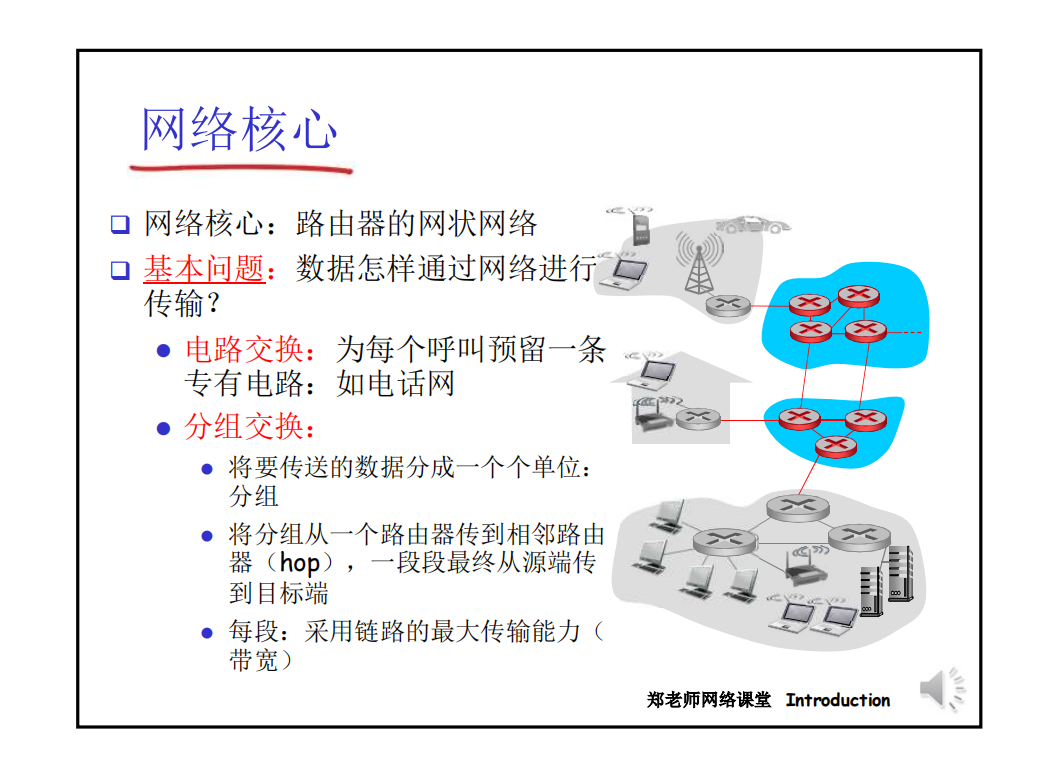 网络核心
网络核心：路由器的网状网络
基本问题：数据怎样通过网络进行
传输？
电路交换：为每个呼叫预留一条
专有电路：如电话网
分组交换：
将要传送的数据分成一个个单位：
分组
将分组从一个路由器传到相邻路由
器（hop），一段段最终从源端传
到目标端
每段：采用链路的最大传输能力（
带宽）
郑老师网络课堂 Introduction